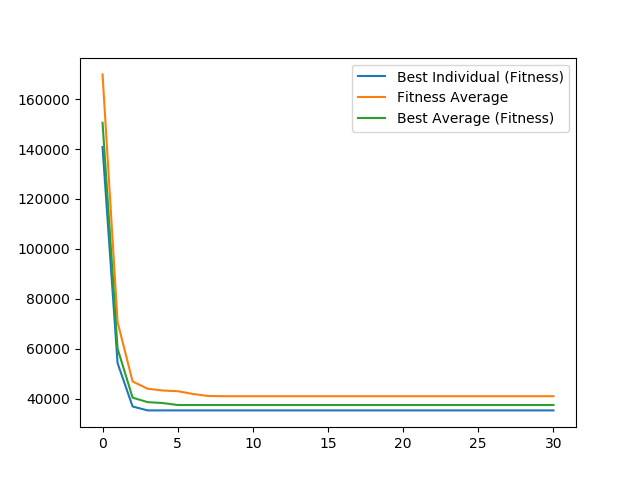 Best Individual (Fitness)
Fitness Average
Best Average (Fitness)
160000
140000
120000
100000
80000
60000
40000
0 5 10 15 20 25 30